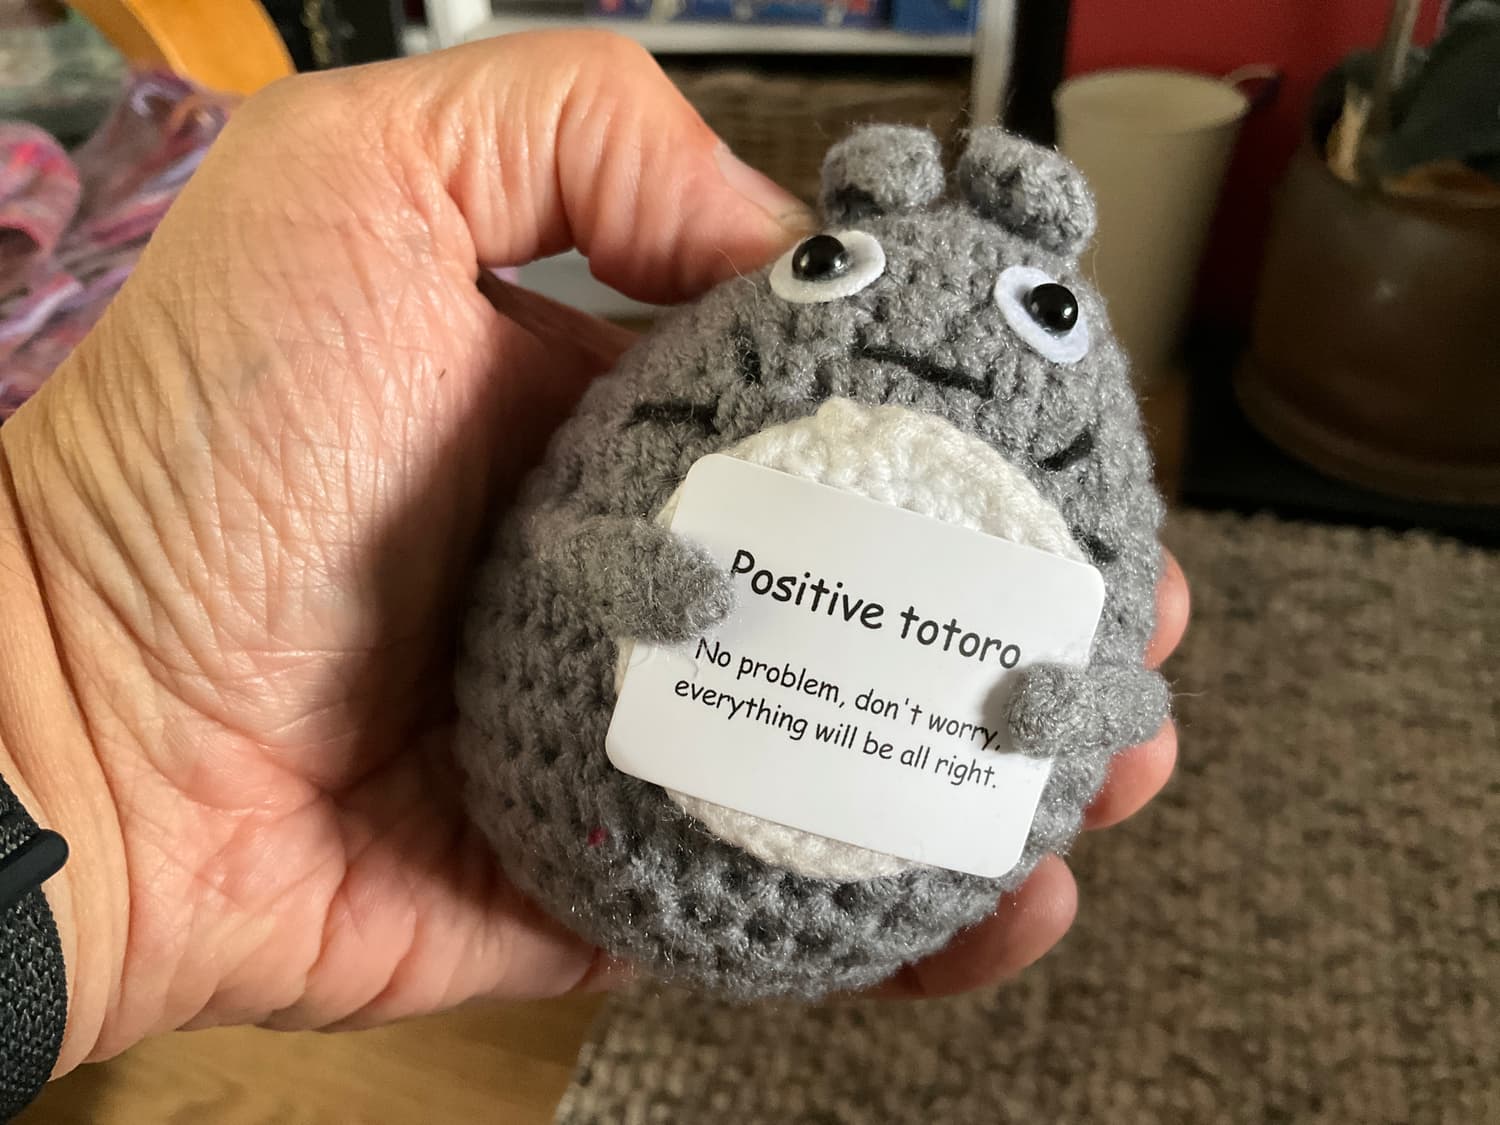 Positive totoro
No problem, don't worry,
everything will be all right.